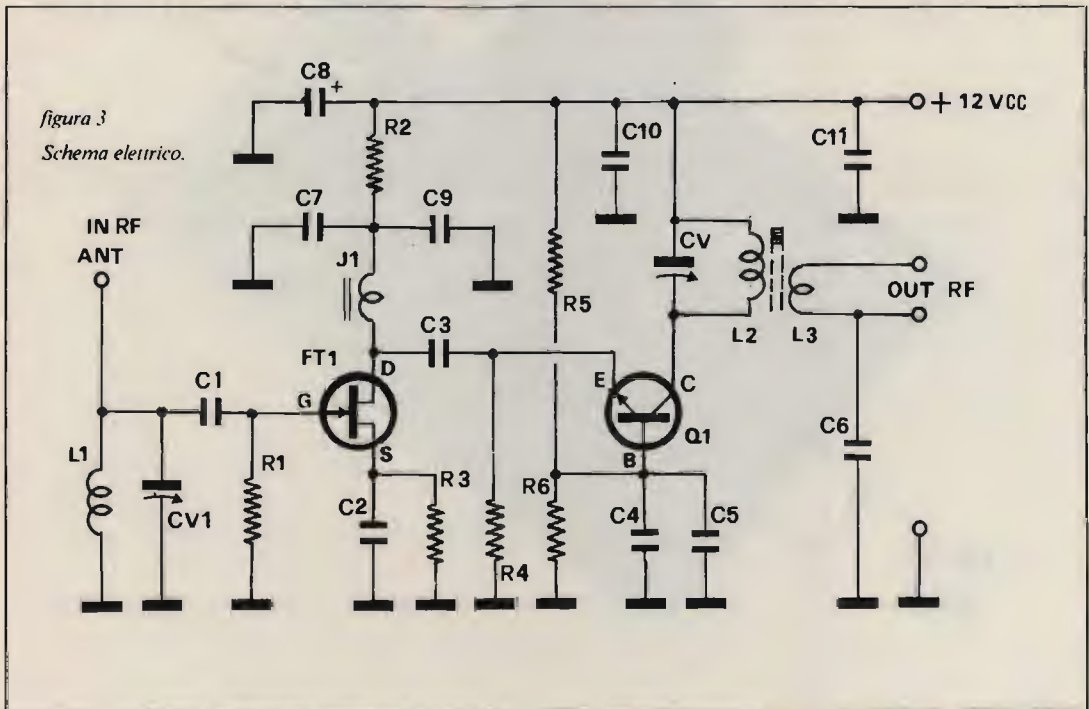 figura 3
Schema elettrico.
C8
+
R2
C10
+ 12 VCC
C11
C7
C9
IN RF
ANT
J1
R5
CV
OUT RF
L2
L3
C3
FT1
D
E
C
C1
G
Q1
S
B
C6
L1
CV1
R1
C2
R3
R6
C4
C5
R4